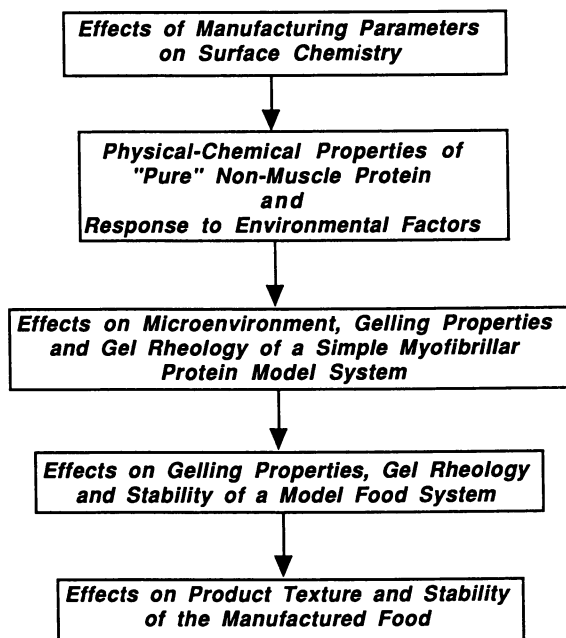 Effects of Manufacturing Parameters
on Surface Chemistry
Physical-Chemical Properties of
"Pure" Non-Muscle Protein
and
Response to Environmental Factors
Effects on Microenvironment, Gelling Properties
and Gel Rheology of a Simple Myofibrillar
Protein Model System
Effects on Gelling Properties, Gel Rheology
and Stability of a Model Food System
Effects on Product Texture and Stability
of the Manufactured Food